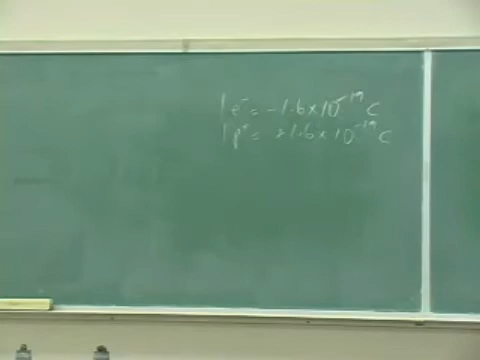 1 e⁻ = -1.6×10⁻¹⁹ C
1 p⁺ = +1.6×10⁻¹⁹ C